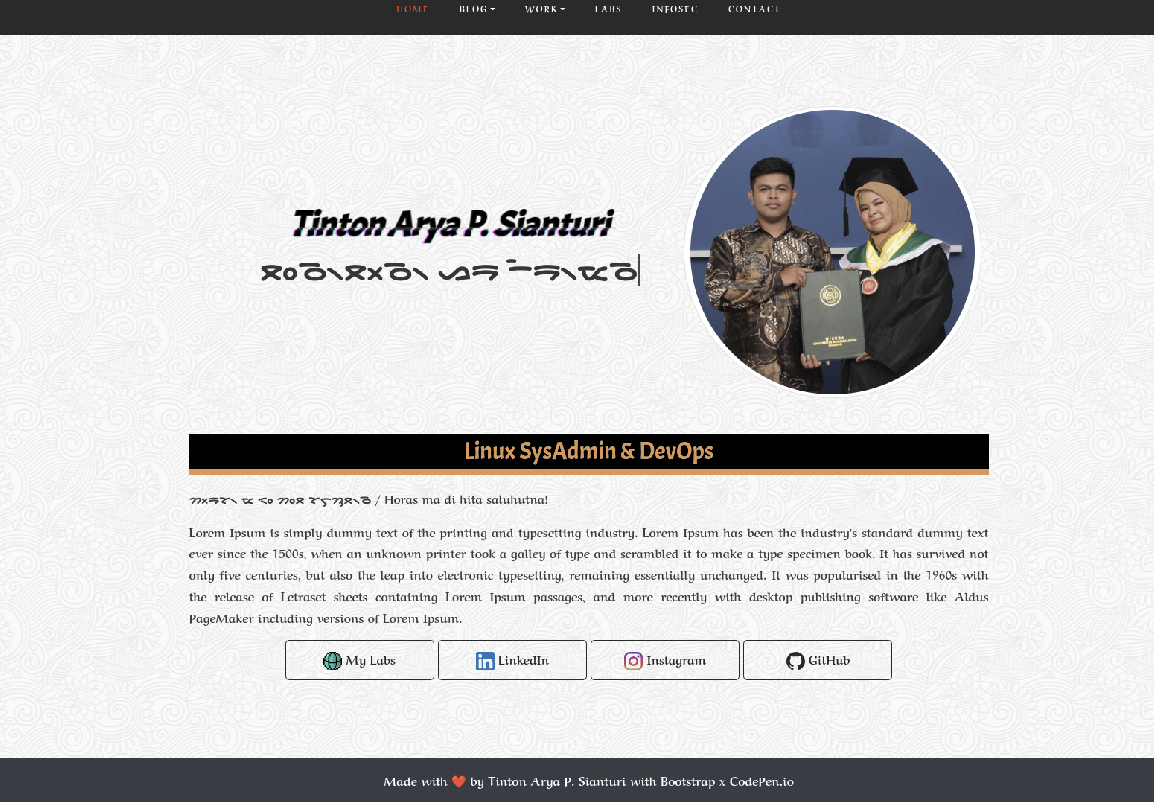 HOME BLOG WORK LABS INFOSEC CONTACT
Tinton Arya P. Sianturi
Linux SysAdmin & DevOps
/ Horas ma di hita saluhutna!
Lorem Ipsum is simply dummy text of the printing and typesetting industry. Lorem Ipsum has been the industry's standard dummy text
ever since the 1500s, when an unknown printer took a galley of type and scrambled it to make a type specimen book. It has survived not
only five centuries, but also the leap into electronic typesetting, remaining essentially unchanged. It was popularised in the 1960s with
the release of Letraset sheets containing Lorem Ipsum passages, and more recently with desktop publishing software like Aldus
PageMaker including versions of Lorem Ipsum.
My Labs LinkedIn Instagram GitHub
Made with ❤️ by Tinton Arya P. Sianturi with Bootstrap x CodePen.io